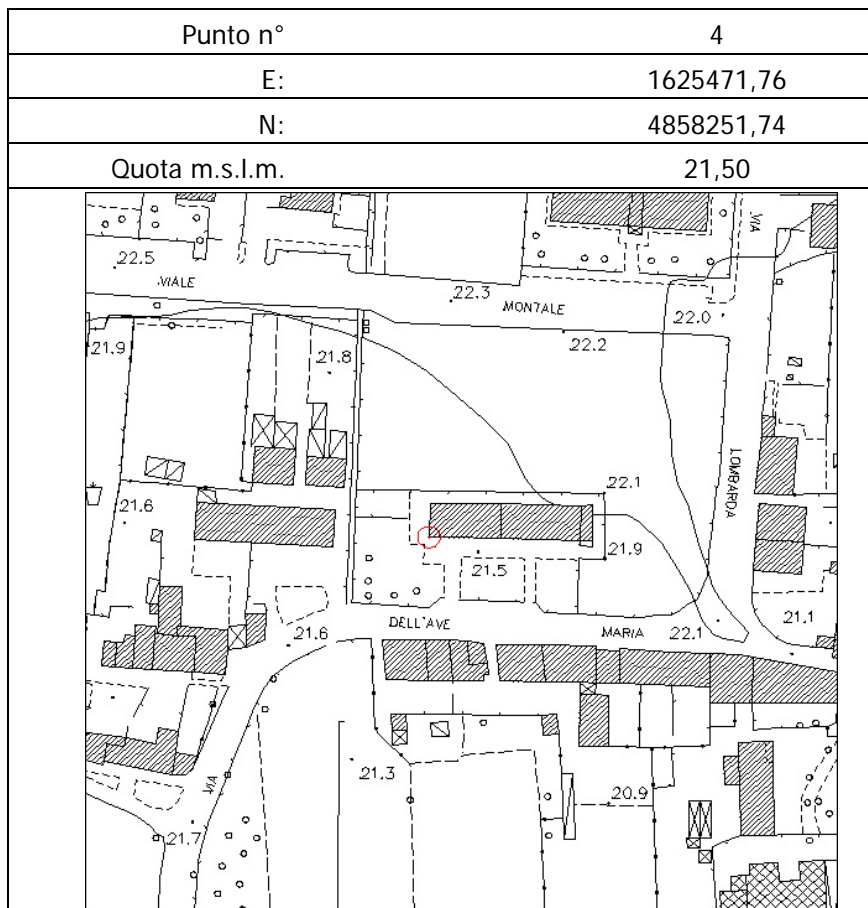 Punto n° 4
E: 1625471,76
N: 4858251,74
Quota m.s.l.m. 21,50
VIA
22.5
VIALE
22.3
MONTALE
22.0
22.2
21.9
21.8
LOMBARDA
22.1
21.6
21.9
21.5
21.1
DELL'AVE
MARIA
22.1
21.6
21.3
VIA
20.9
21.7